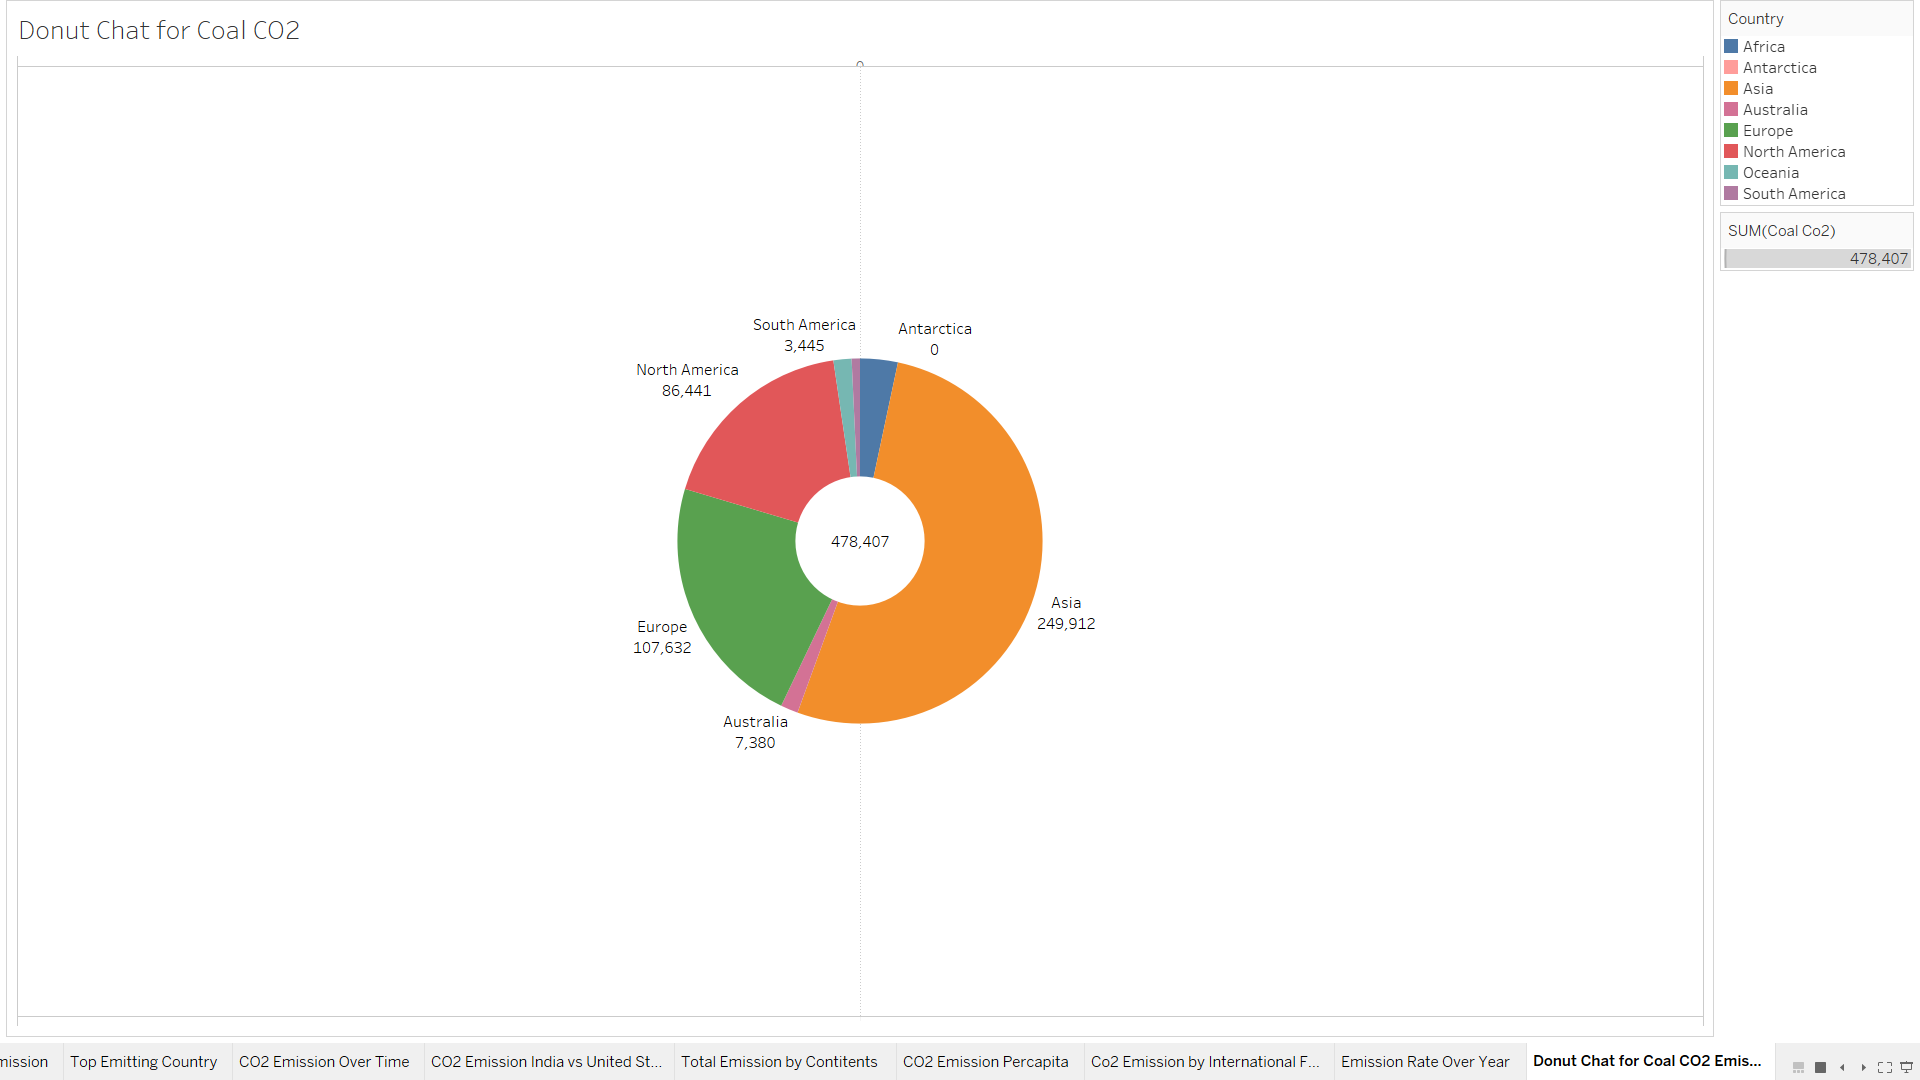 Donut Chat for Coal CO2
South America
3,445
Antarctica
0
North America
86,441
478,407
Asia
249,912
Europe
107,632
Australia
7,380
Country
Africa
Antarctica
Asia
Australia
Europe
North America
Oceania
South America
SUM(Coal Co2)
478,407
nission
Top Emitting Country
CO2 Emission Over Time
CO2 Emission India vs United St...
Total Emission by Contitents
CO2 Emission Percapita
Co2 Emission by International F...
Emission Rate Over Year
Donut Chat for Coal CO2 Emis...